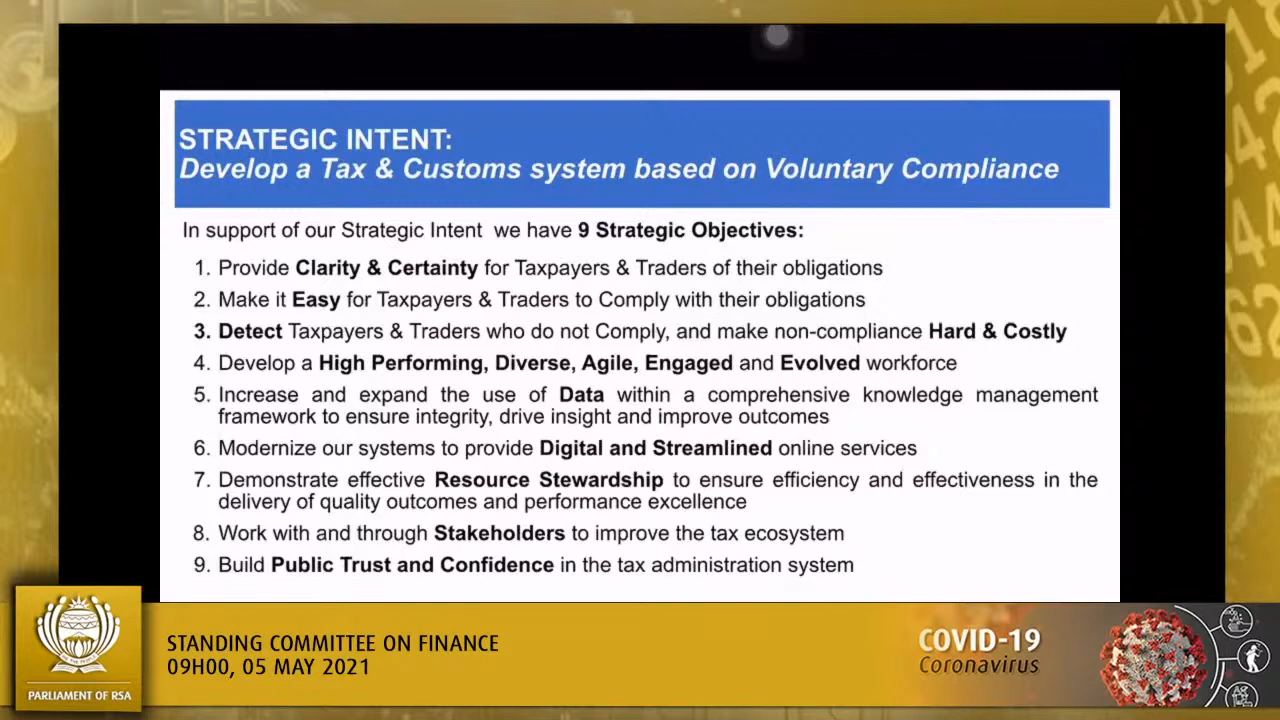 STRATEGIC INTENT:
Develop a Tax & Customs system based on Voluntary Compliance
In support of our Strategic Intent we have 9 Strategic Objectives:
1. Provide Clarity & Certainty for Taxpayers & Traders of their obligations
2. Make it Easy for Taxpayers & Traders to Comply with their obligations
3. Detect Taxpayers & Traders who do not Comply, and make non-compliance Hard & Costly
4. Develop a High Performing, Diverse, Agile, Engaged and Evolved workforce
5. Increase and expand the use of Data within a comprehensive knowledge management
framework to ensure integrity, drive insight and improve outcomes
6. Modernize our systems to provide Digital and Streamlined online services
7. Demonstrate effective Resource Stewardship to ensure efficiency and effectiveness in the
delivery of quality outcomes and performance excellence
8. Work with and through Stakeholders to improve the tax ecosystem
9. Build Public Trust and Confidence in the tax administration system
PARLIAMENT OF RSA
STANDING COMMITTEE ON FINANCE
09H00, 05 MAY 2021
COVID-19
Coronavirus